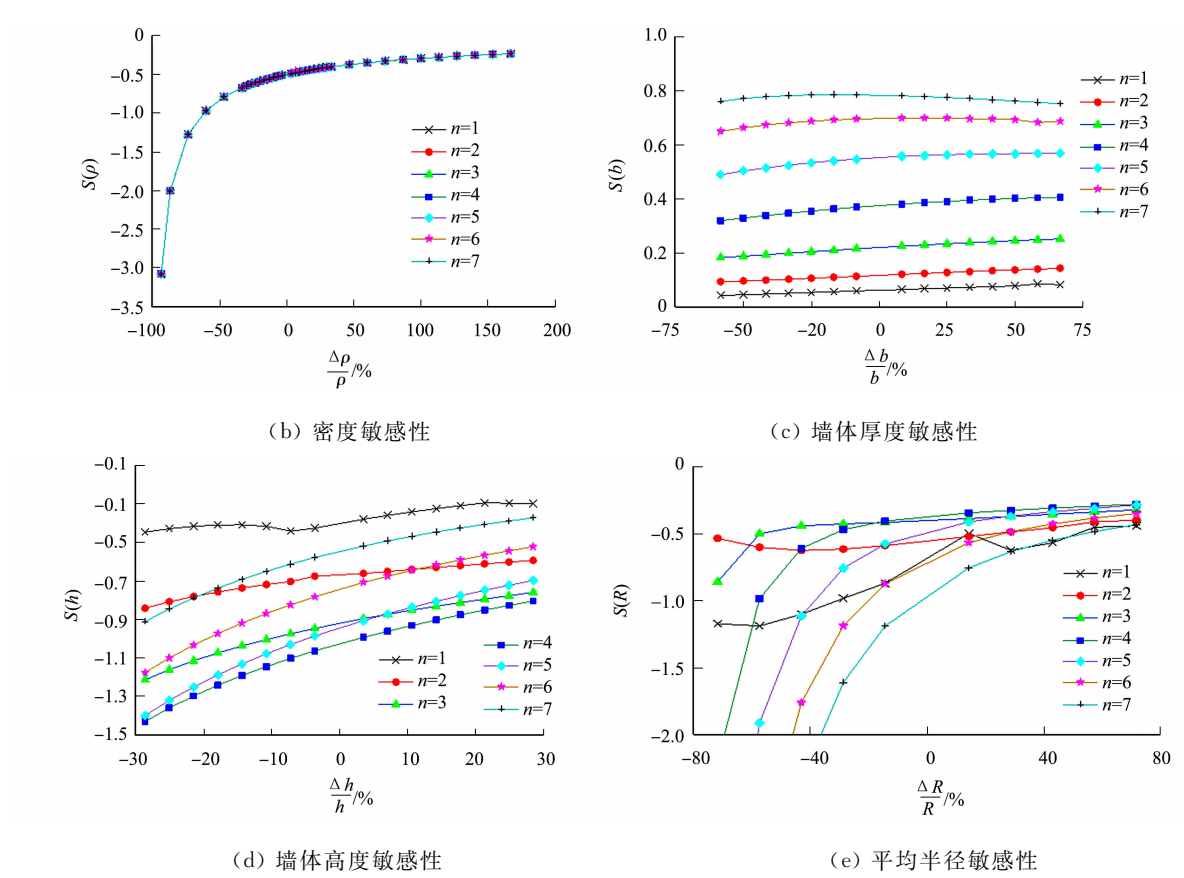 0
−0.5
−1.0
−1.5
−2.0
−3.0
−3.5
S(ρ)
n=1
n=2
n=3
n=4
n=5
n=6
n=7
−100
−50
0
50
100
150
200
Δρ
ρ
/%
(b) 密度敏感性
1.0
0.8
0.6
0.4
0.2
0
S(b)
n=1
n=2
n=3
n=4
n=5
n=6
n=7
−75
−50
−20
0
25
50
75
Δb
b
/%
(c) 墙体厚度敏感性
−0.1
−0.1
−0.5
−0.7
−0.9
−1.1
−1.3
−1.5
S(h)
n=1
n=2
n=3
n=4
n=5
n=6
n=7
−30
−20
−10
0
10
20
30
Δh
h
/%
(d) 墙体高度敏感性
0
−0.5
−1.0
−1.5
−2.0
S(R)
n=1
n=2
n=3
n=4
n=5
n=6
n=7
−80
−40
0
40
80
ΔR
R
/%
(e) 平均半径敏感性